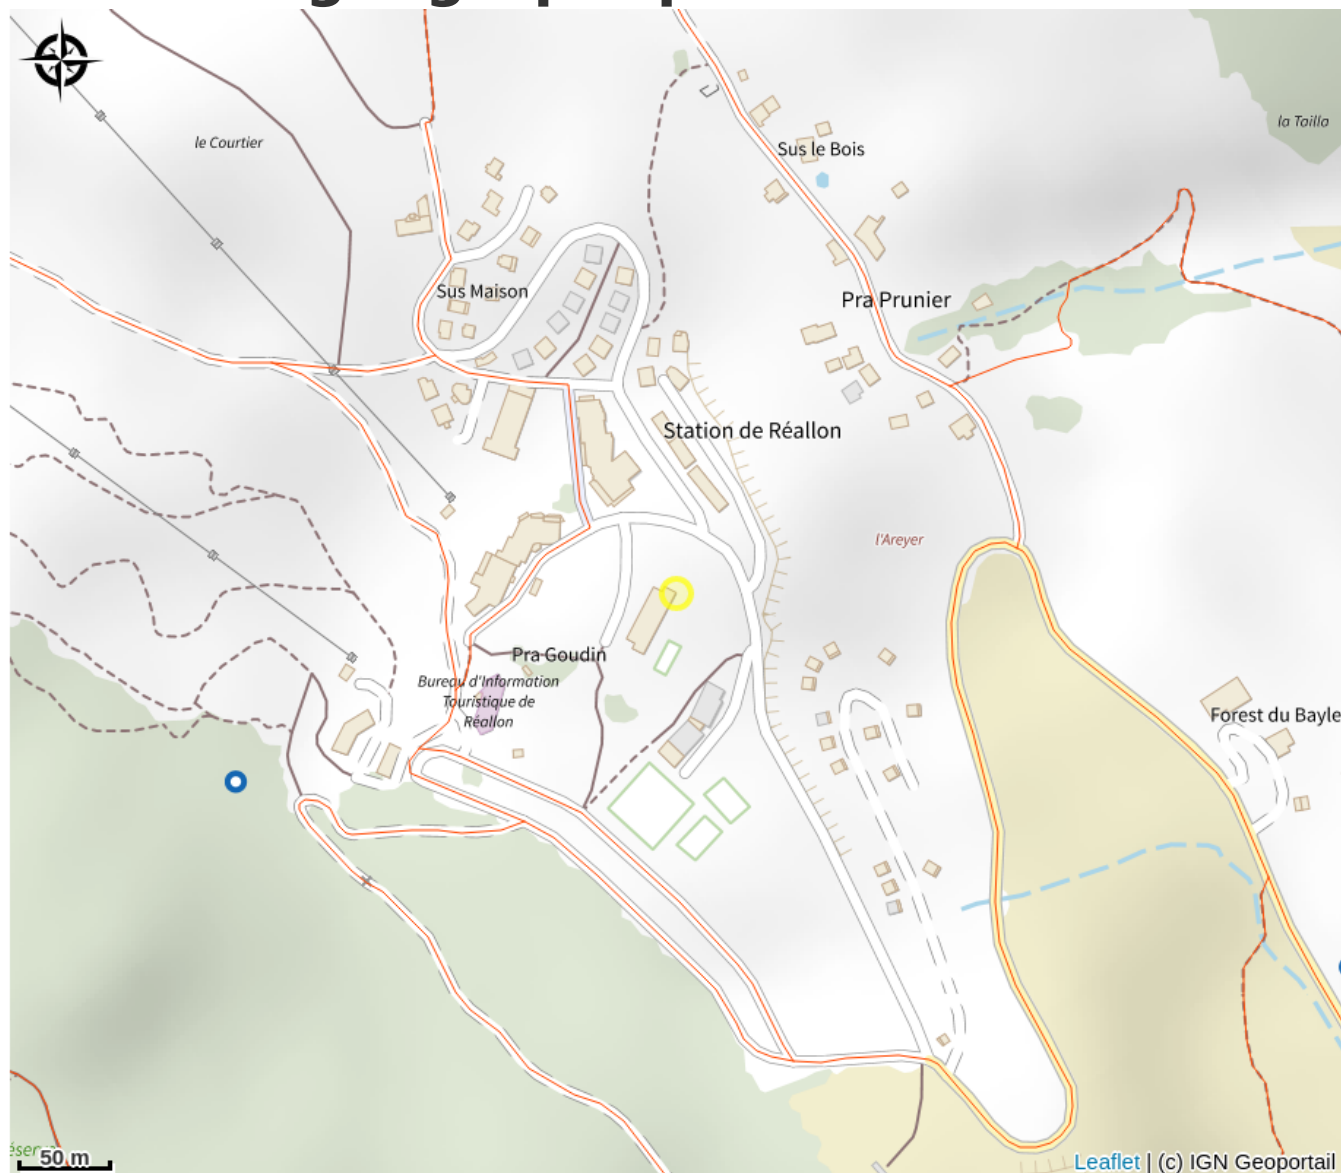 la Tailla
le Courtier
Sus le Bois
Sus Maison
Pra Prunier
Station de Réallon
l'Areyer
Pra Goudin
Bureau d'Information
Touristique de
Réallon
Forest du Bayle
50 m
Leaflet | (c) IGN Geoportail